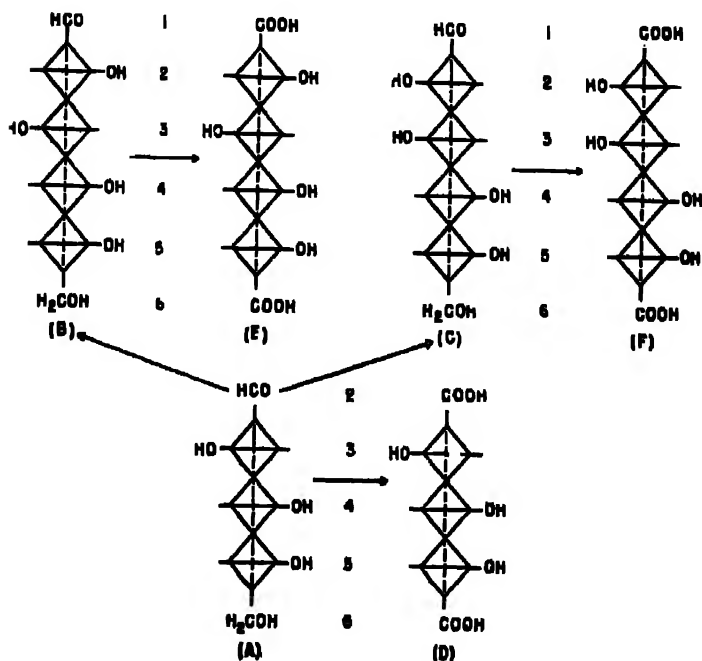 HCO 1 COOH HCO 1 COOH
OH 2 OH HO 2 HO
HO 3 HO HO 3 HO
OH 4 OH OH 4 OH
OH 5 OH OH 5 OH
H₂COH 6 COOH H₂COH 6 COOH
(B) (E) (C) (F)
HCO 2 COOH
HO 3 HO
OH 4 OH
OH 5 OH
H₂COH 6 COOH
(A) (D)